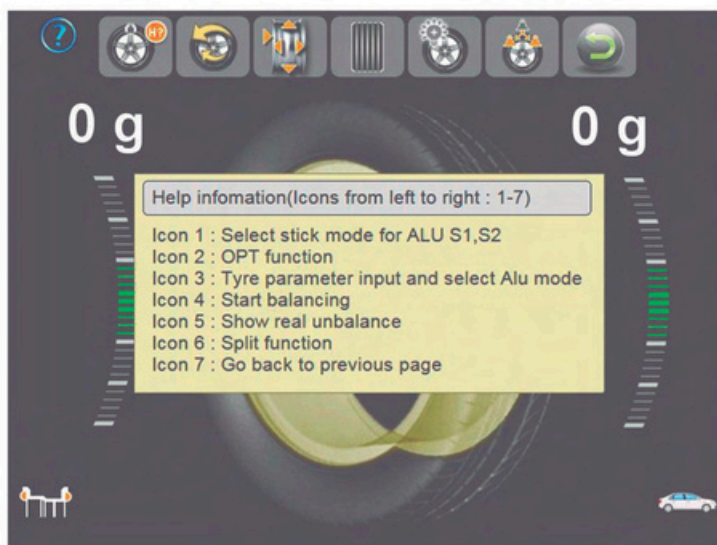 ?
H?
0 g
0 g
Help infomation(Icons from left to right : 1-7)
Icon 1 : Select stick mode for ALU S1,S2
Icon 2 : OPT function
Icon 3 : Tyre parameter input and select Alu mode
Icon 4 : Start balancing
Icon 5 : Show real unbalance
Icon 6 : Split function
Icon 7 : Go back to previous page